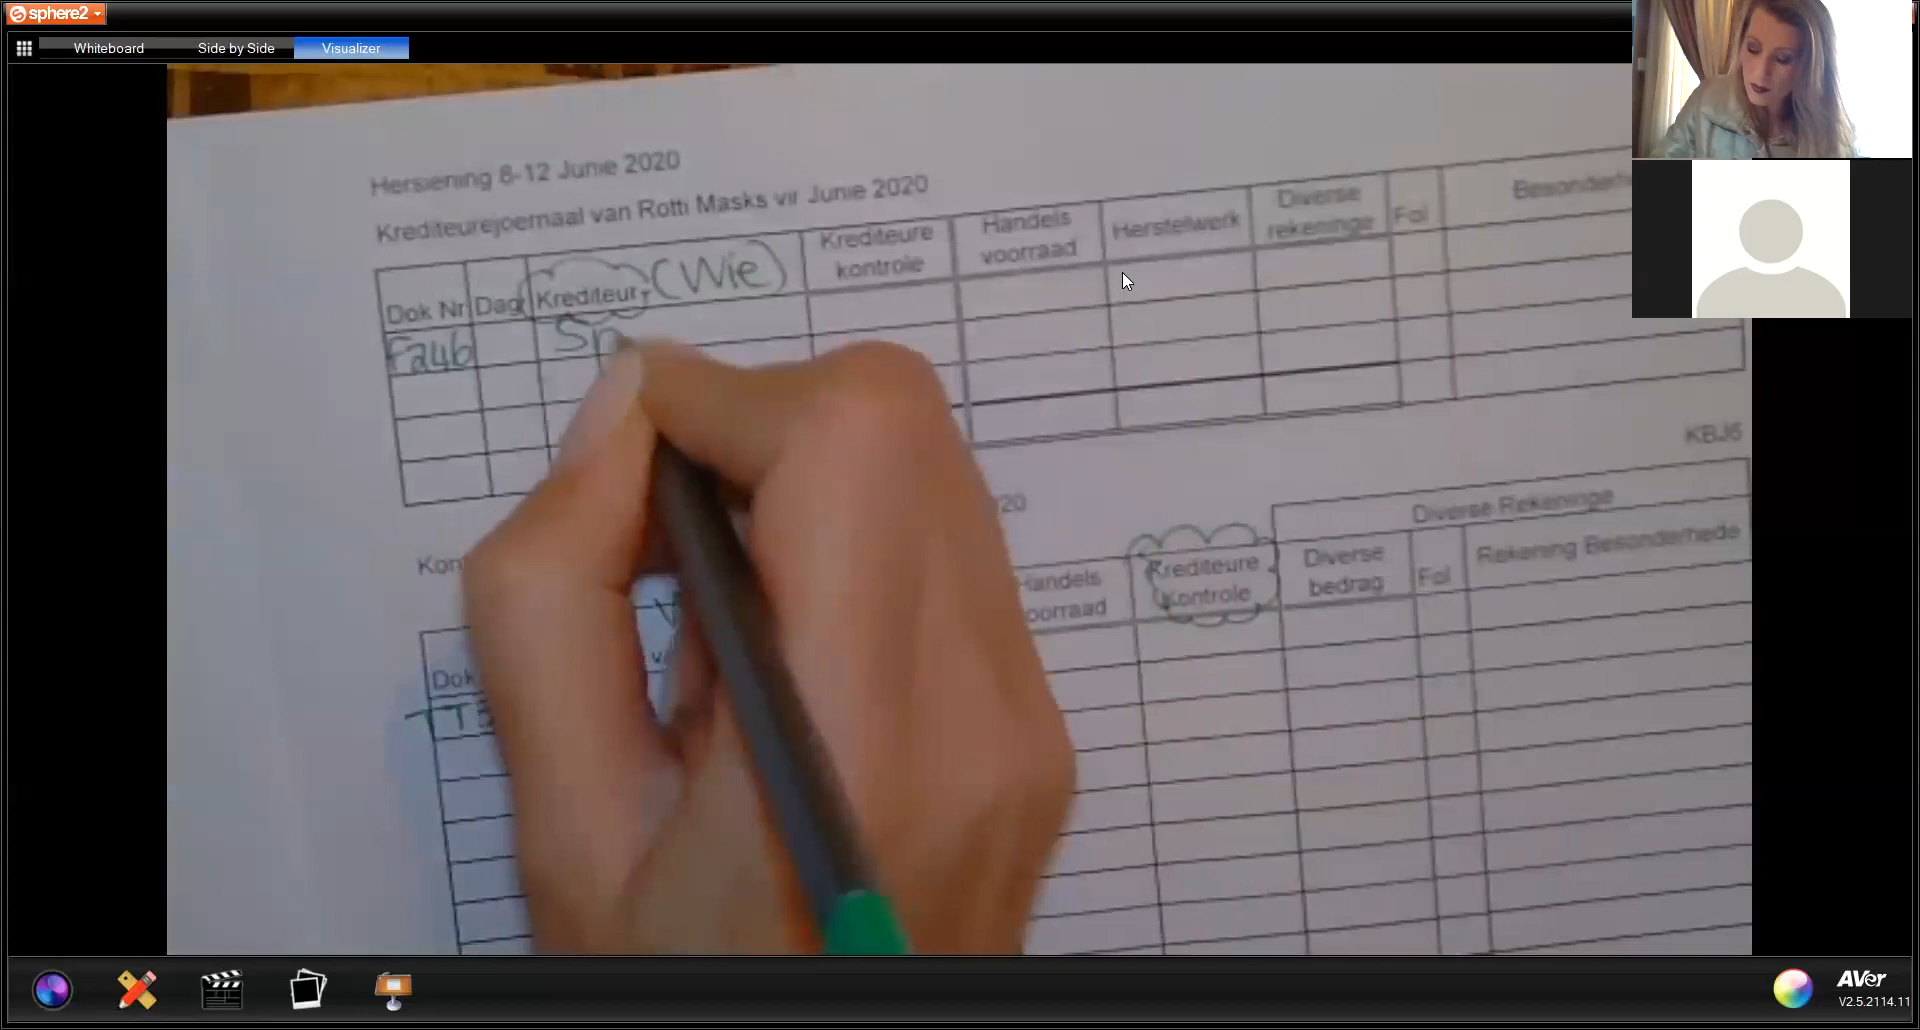 sphere2
Whiteboard Side by Side Visualizer
Hersiening 8-12 Junie 2020
Krediteurejoernaal van Rotti Masks vir Junie 2020
Dok Nr Dag Krediteur (Wie) Krediteure kontrole Handels voorraad Herstelwerk Diverse rekeninge Fol
Fa46
KBJ6
20
Diverse Rekeninge
Krediteure Kontrole Diverse bedrag Fol Rekening Besonderhede
Dok
AVer
V2.5.2114.11